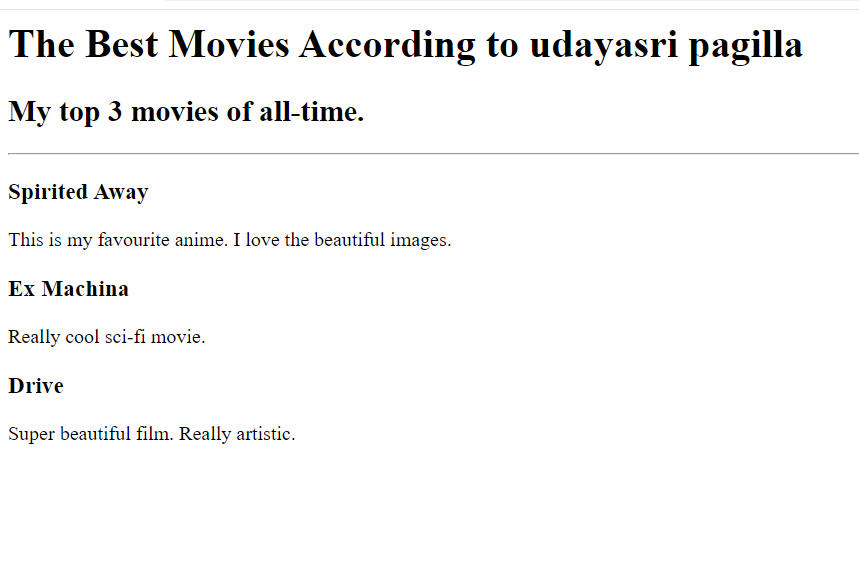 The Best Movies According to udayasri pagilla
My top 3 movies of all-time.
Spirited Away
This is my favourite anime. I love the beautiful images.
Ex Machina
Really cool sci-fi movie.
Drive
Super beautiful film. Really artistic.